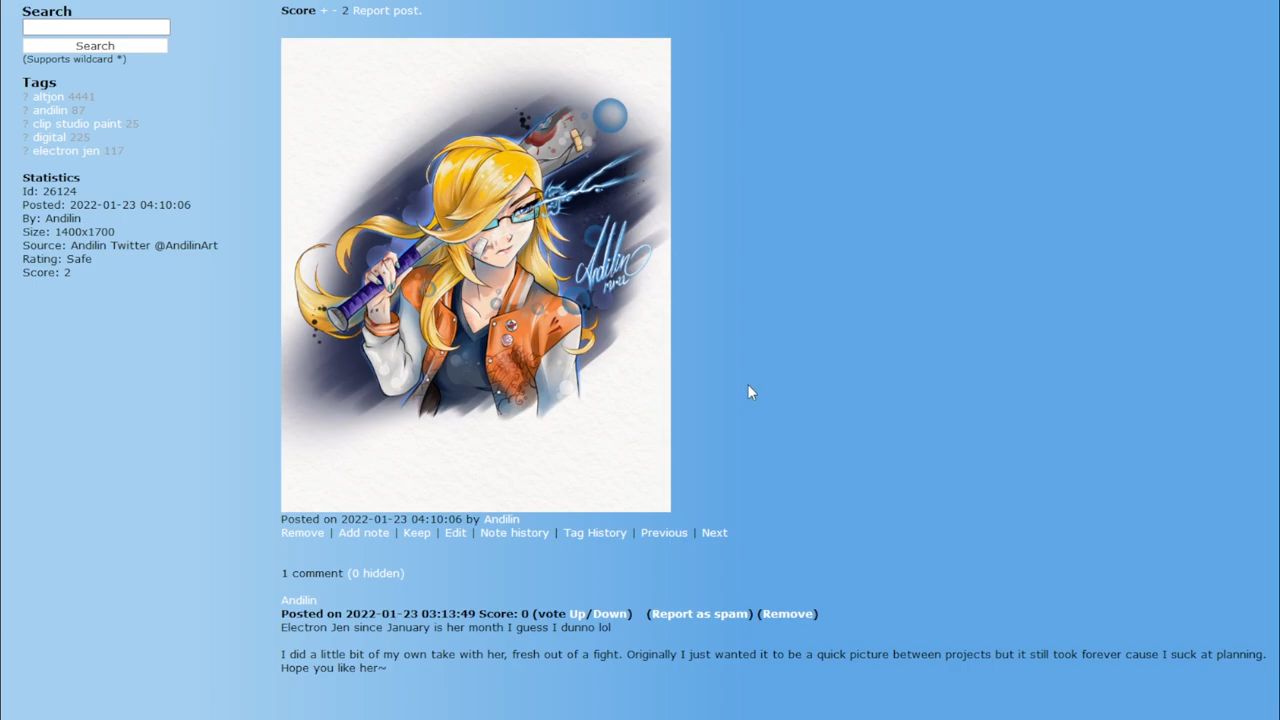 Search
Search
(Supports wildcard *)
Tags
? altjon 4441
? andilin 87
? clip studio paint 25
? digital 225
? electron jen 117
Statistics
Id: 26124
Posted: 2022-01-23 04:10:06
By: Andilin
Size: 1400x1700
Source: Andilin Twitter @AndilinArt
Rating: Safe
Score: 2
Score + - 2 Report post.
Andilin
Posted on 2022-01-23 04:10:06 by Andilin
Remove | Add note | Keep | Edit | Note history | Tag History | Previous | Next
1 comment (0 hidden)
Andilin
Posted on 2022-01-23 03:13:49 Score: 0 (vote Up/Down) (Report as spam) (Remove)
Electron Jen since January is her month I guess I dunno lol
I did a little bit of my own take with her, fresh out of a fight. Originally I just wanted it to be a quick picture between projects but it still took forever cause I suck at planning.
Hope you like her~